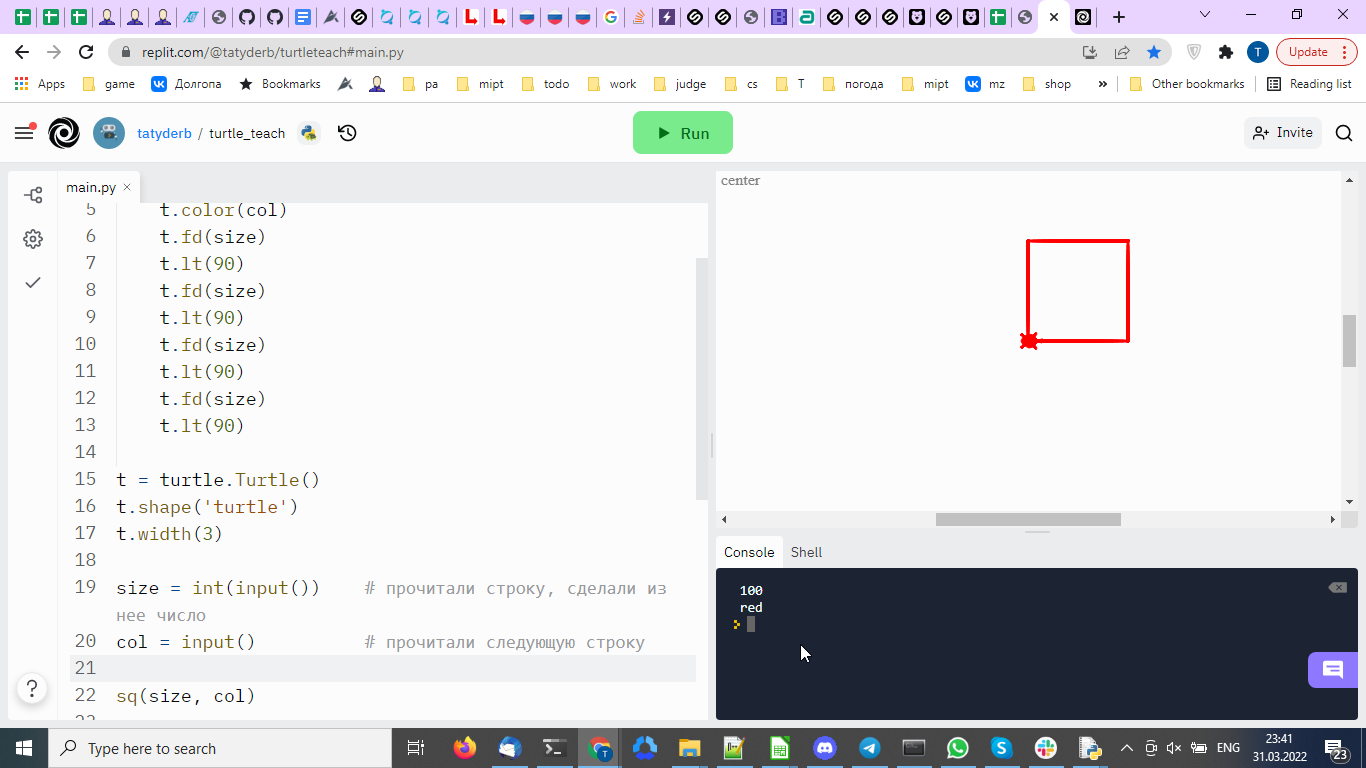 replit.com/@tatyderb/turtleteach#main.py
T
Update
Apps
game
Долгопа
Bookmarks
pa
mipt
todo
work
judge
cs
T
погода
mipt
mz
shop
»
Other bookmarks
Reading list
tatyderb / turtle_teach
Run
Invite
main.py ×
5 t.color(col)
6 t.fd(size)
7 t.lt(90)
8 t.fd(size)
9 t.lt(90)
10 t.fd(size)
11 t.lt(90)
12 t.fd(size)
13 t.lt(90)
14
15 t = turtle.Turtle()
16 t.shape('turtle')
17 t.width(3)
18
19 size = int(input()) # прочитали строку, сделали из
нее число
20 col = input() # прочитали следующую строку
21
22 sq(size, col)
center
Console
Shell
100
red
?
Type here to search
ENG
23:41
31.03.2022
23